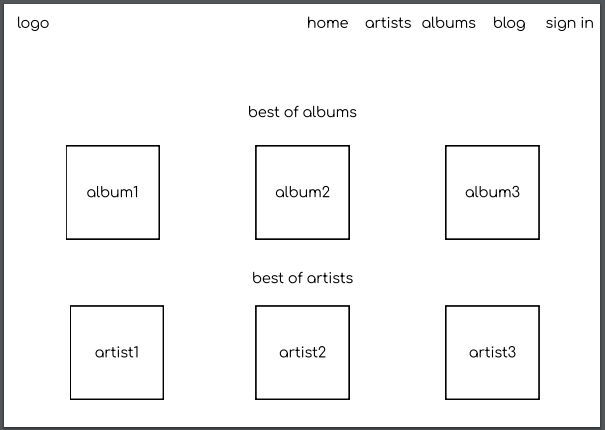 logo home artists albums blog sign in
best of albums
album1 album2 album3
best of artists
artist1 artist2 artist3